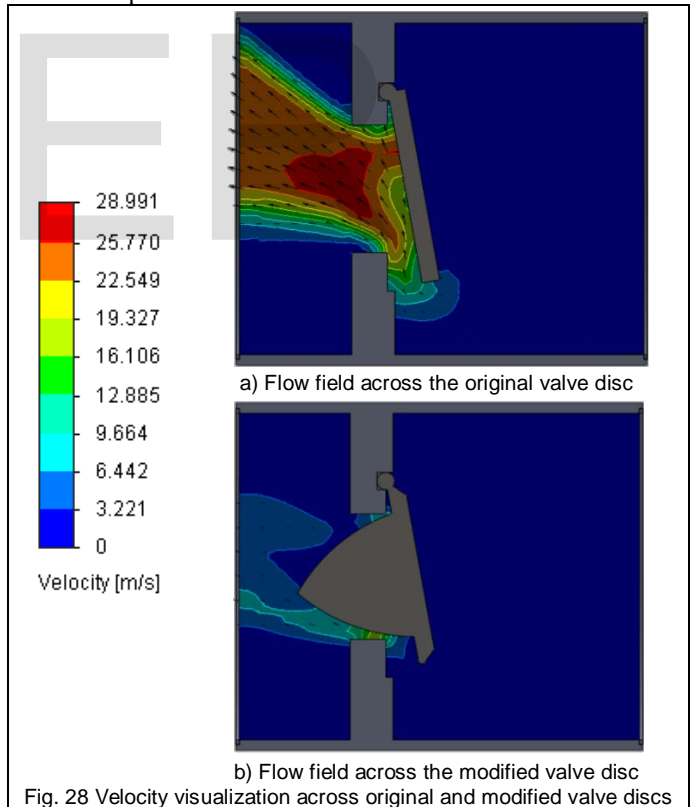 a) Flow field across the original valve disc
28.991
25.770
22.549
19.327
16.106
12.885
9.664
6.442
3.221
0
Velocity [m/s]
b) Flow field across the modified valve disc
Fig. 28 Velocity visualization across original and modified valve discs